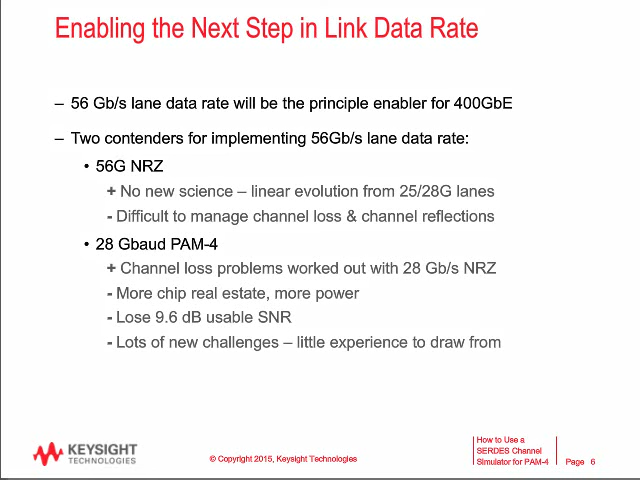 Enabling the Next Step in Link Data Rate
– 56 Gb/s lane data rate will be the principle enabler for 400GbE
– Two contenders for implementing 56Gb/s lane data rate:
• 56G NRZ
+ No new science – linear evolution from 25/28G lanes
- Difficult to manage channel loss & channel reflections
• 28 Gbaud PAM-4
+ Channel loss problems worked out with 28 Gb/s NRZ
- More chip real estate, more power
- Lose 9.6 dB usable SNR
- Lots of new challenges – little experience to draw from
KEYSIGHT
TECHNOLOGIES
© Copyright 2015, Keysight Technologies
How to Use a
SERDES Channel
Simulator for PAM-4
Page 6